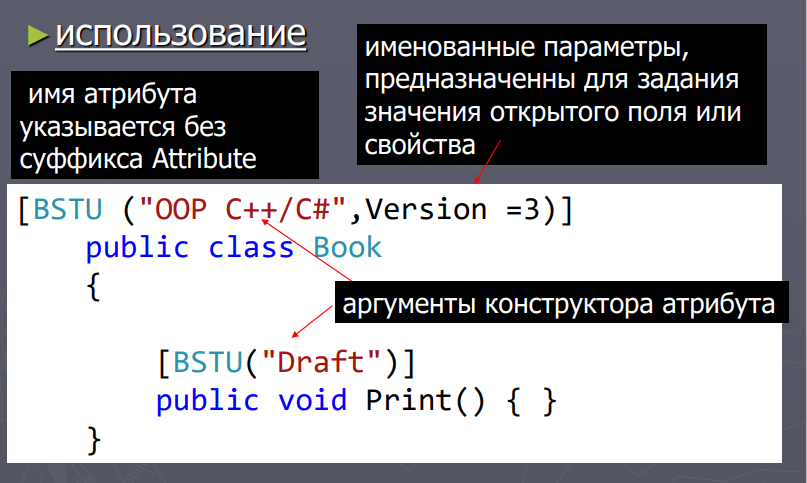 ►использование
именованные параметры,
предназначенны для задания
значения открытого поля или
свойства
имя атрибута
указывается без
суффикса Attribute
[BSTU ("OOP C++/C#",Version =3)]
public class Book
{
аргументы конструктора атрибута
[BSTU("Draft")]
public void Print() { }
}